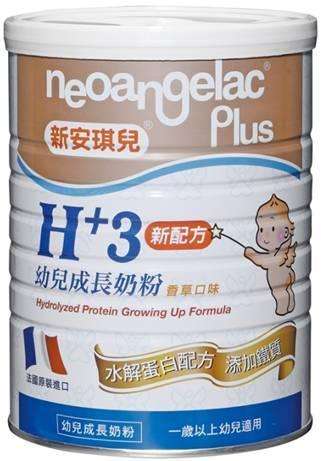 neoangelac®
Plus
新安琪兒®
H+3 新配方
幼兒成長奶粉 香草口味
Hydrolyzed Protein Growing Up Formula
水解蛋白配方 添加鐵質
法國原裝進口
幼兒成長奶粉 一歲以上幼兒適用